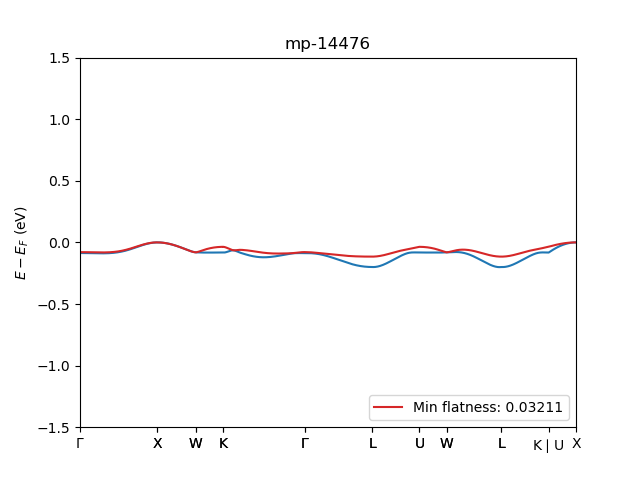 mp-14476
E − E_F (eV)
1.5
1.0
0.5
0.0
−0.5
−1.0
−1.5
Min flatness: 0.03211
Γ X W K Γ L U W L K | U X